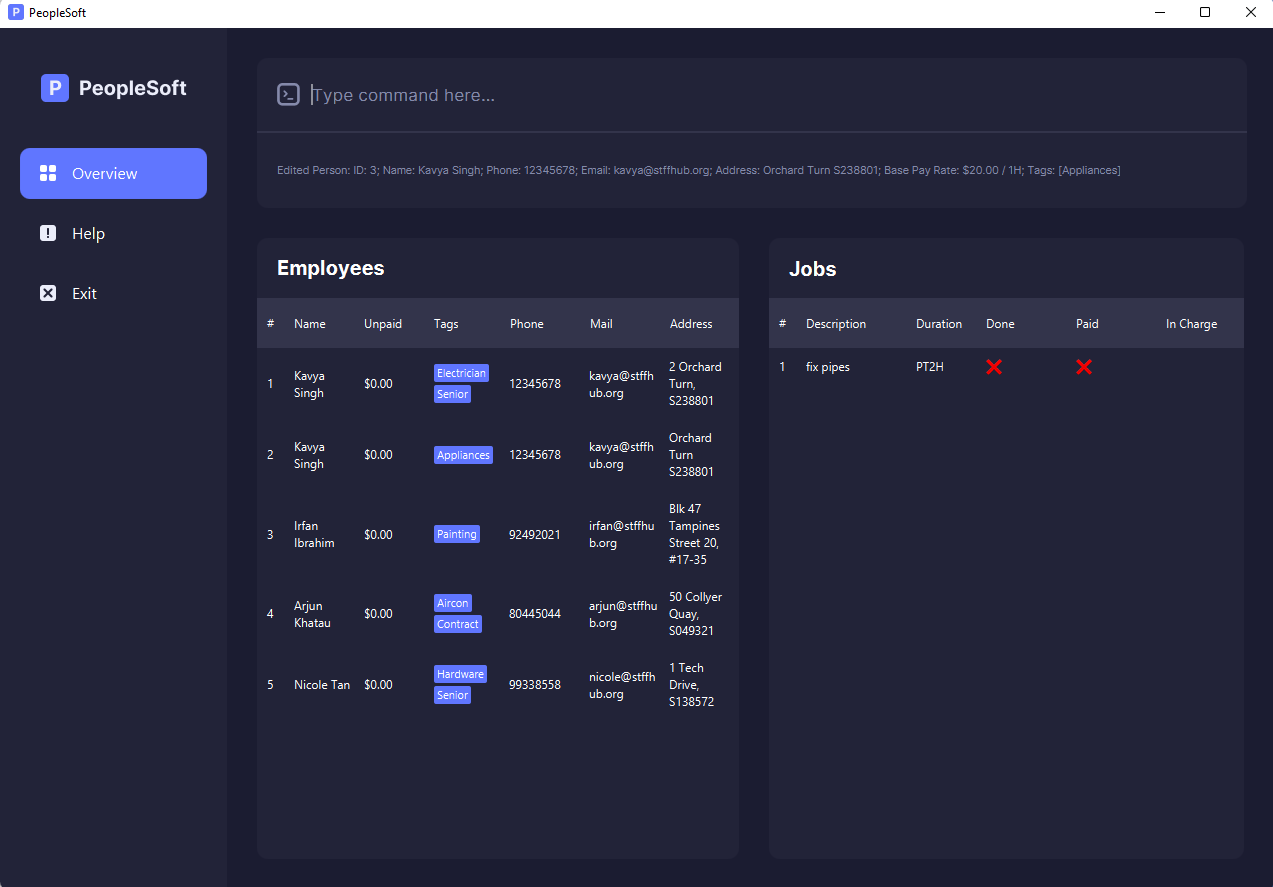 PeopleSoft
P PeopleSoft
Overview
Help
Exit
Type command here...
Edited Person: ID: 3; Name: Kavya Singh; Phone: 12345678; Email: kavya@stffhub.org; Address: Orchard Turn S238801; Base Pay Rate: $20.00 / 1H; Tags: [Appliances]
Employees
# Name Unpaid Tags Phone Mail Address
1 Kavya Singh $0.00 Electrician Senior 12345678 kavya@stffhub.org 2 Orchard Turn, S238801
2 Kavya Singh $0.00 Appliances 12345678 kavya@stffhub.org Orchard Turn S238801
3 Irfan Ibrahim $0.00 Painting 92492021 irfan@stffhub.org Blk 47 Tampines Street 20, #17-35
4 Arjun Khatau $0.00 Aircon Contract 80445044 arjun@stffhub.org 50 Collyer Quay, S049321
5 Nicole Tan $0.00 Hardware Senior 99338558 nicole@stffhub.org 1 Tech Drive, S138572
Jobs
# Description Duration Done Paid In Charge
1 fix pipes PT2H